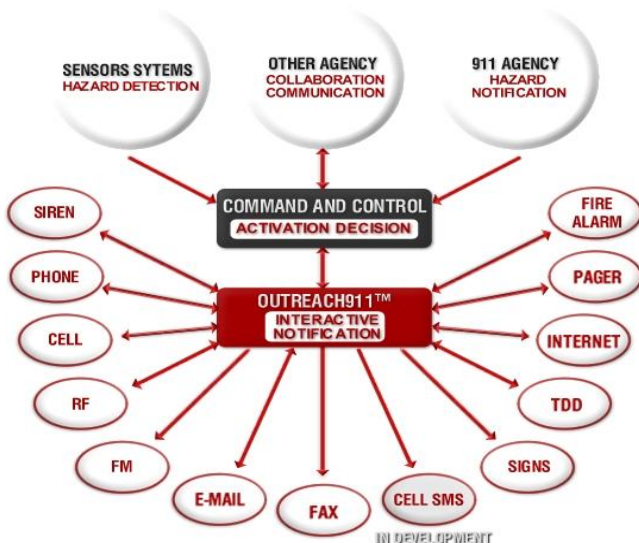 SENSORS SYTEMS
HAZARD DETECTION
OTHER AGENCY
COLLABORATION
COMMUNICATION
911 AGENCY
HAZARD
NOTIFICATION
COMMAND AND CONTROL
ACTIVATION DECISION
SIREN
FIRE
ALARM
PHONE
PAGER
OUTREACH911™
INTERACTIVE
NOTIFICATION
CELL
INTERNET
RF
TDD
FM
SIGNS
E-MAIL
FAX
CELL SMS
IN DEVELOPMENT